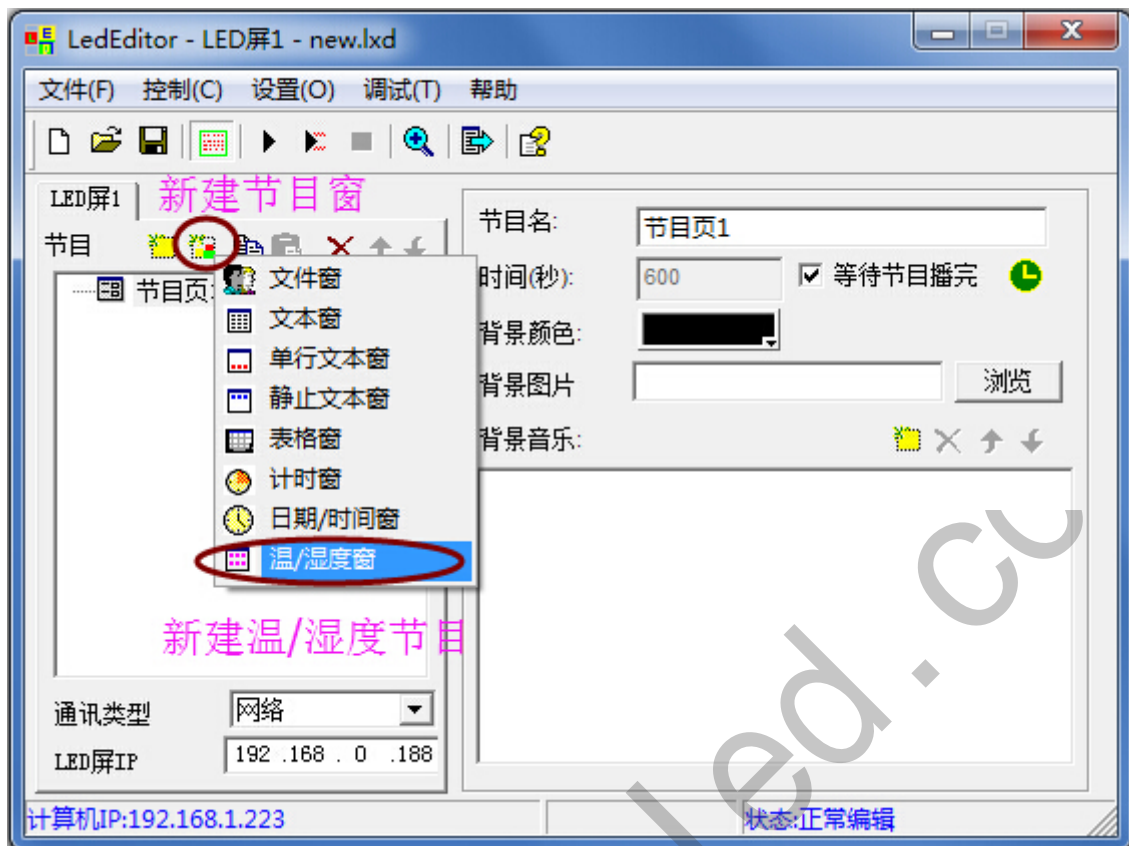 LedEditor - LED屏1 - new.lxd
文件(F) 控制(C) 设置(O) 调试(T) 帮助
LED屏1 新建节目窗
节目
节目页
文件窗
文本窗
单行文本窗
静止文本窗
表格窗
计时窗
日期/时间窗
温/湿度窗
新建温/湿度节目
通讯类型 网络
LED屏IP 192 .168 . 0 .188
节目名: 节目页1
时间(秒): 600 等待节目播完
背景颜色:
背景图片 浏览
背景音乐:
计算机IP:192.168.1.223 状态:正常编辑
led.